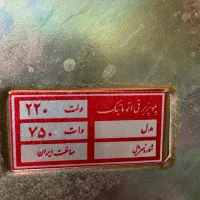 پلوپز برقی اتوماتیک ولت ۲۲۰
مدل وات ۷۵۰
شماره سریال ساخت ایران